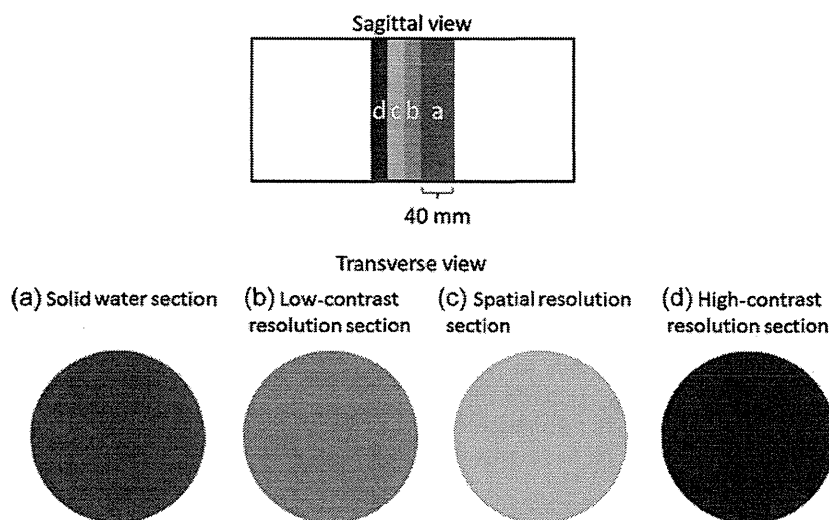 Sagittal view
d c b a
40 mm
Transverse view
(a) Solid water section
(b) Low-contrast
resolution section
(c) Spatial resolution
section
(d) High-contrast
resolution section